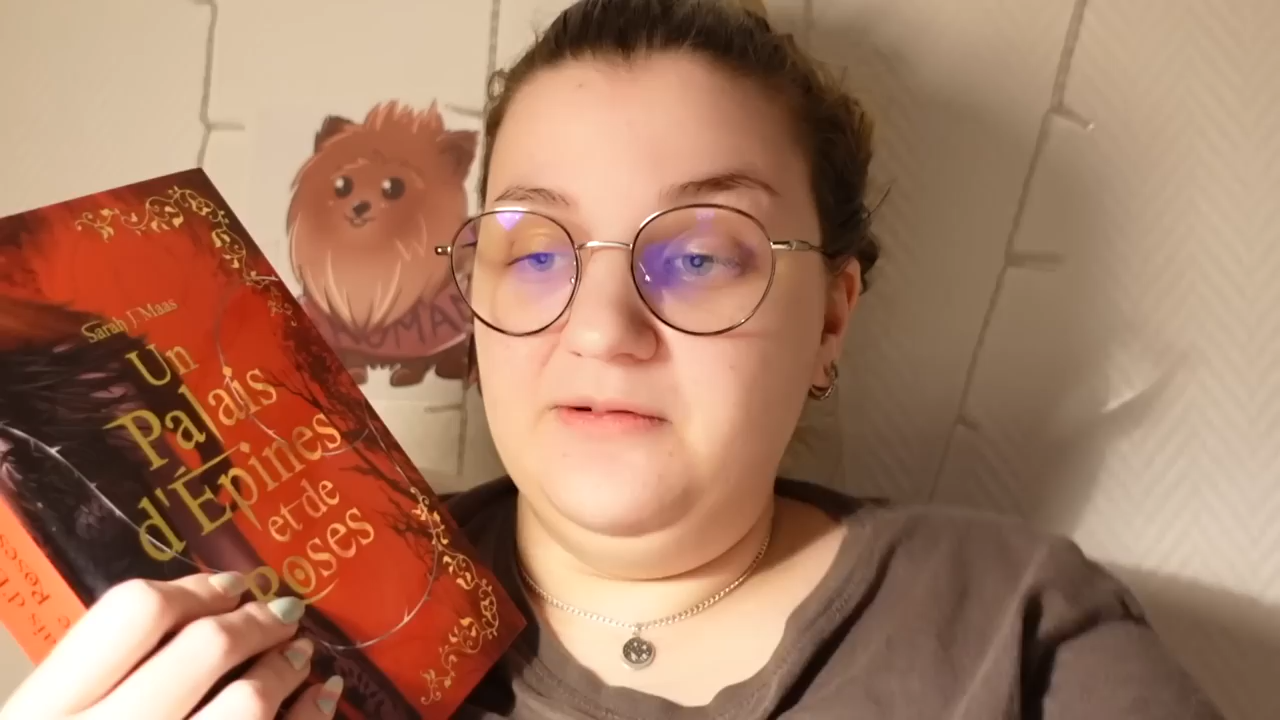 Sarah J. Maas
Un
Palais
d'Épines
et de
Roses